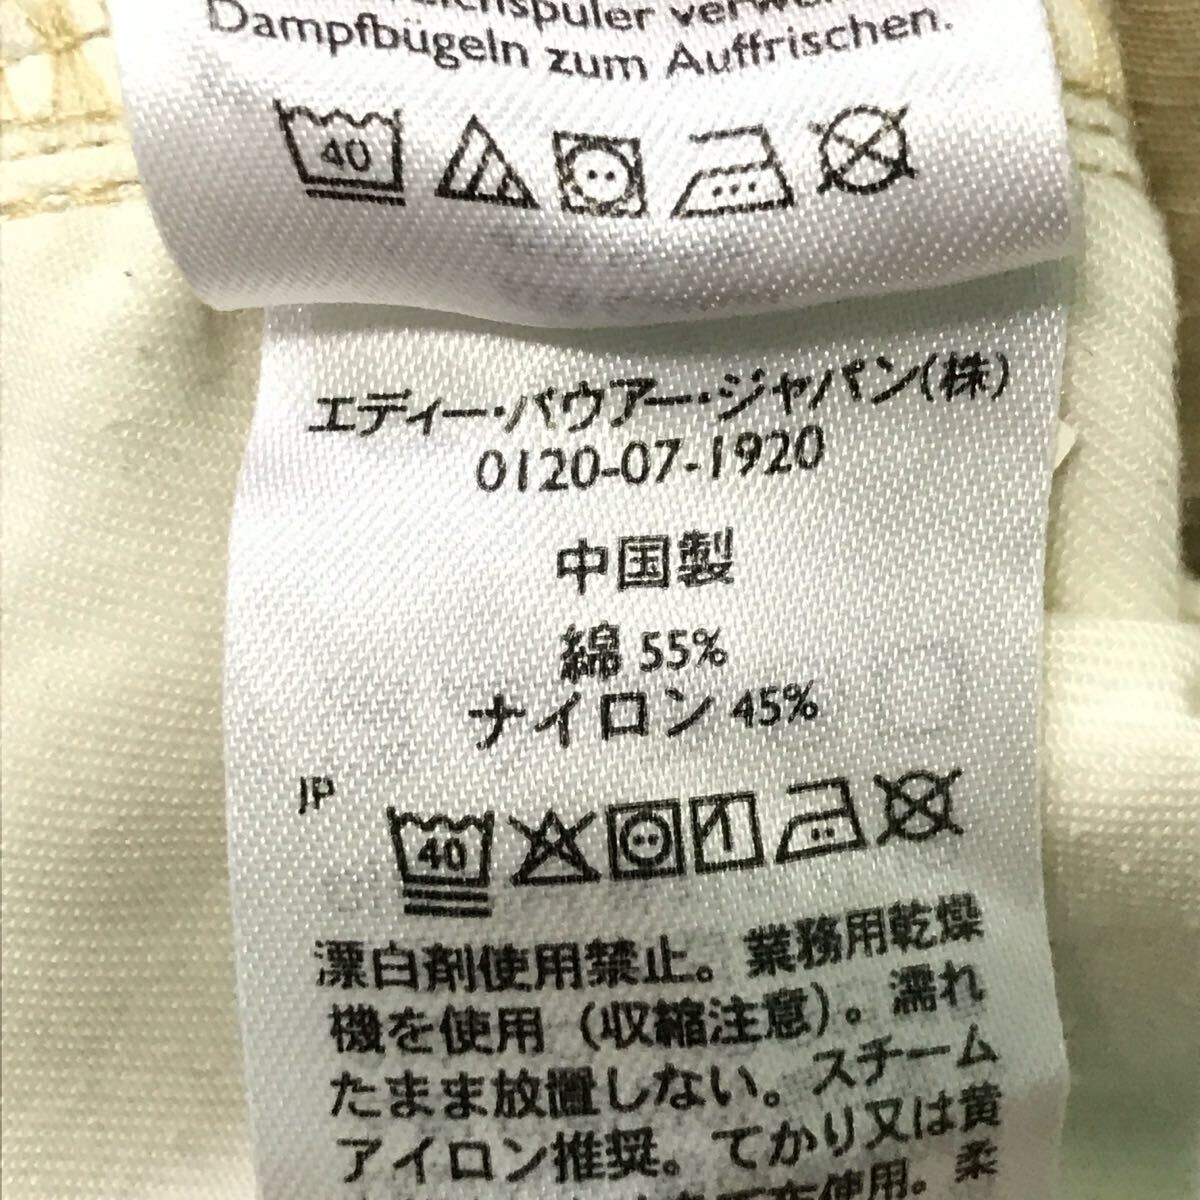 Dampfbügeln zum Auffrischen.
40
エディー・バウアー・ジャパン(株)
0120-07-1920
中国製
綿 55%
ナイロン 45%
JP
40
漂白剤使用禁止。業務用乾燥
機を使用（収縮注意）。濡れ
たまま放置しない。スチーム
アイロン推奨。てかり又は黄
使用。柔